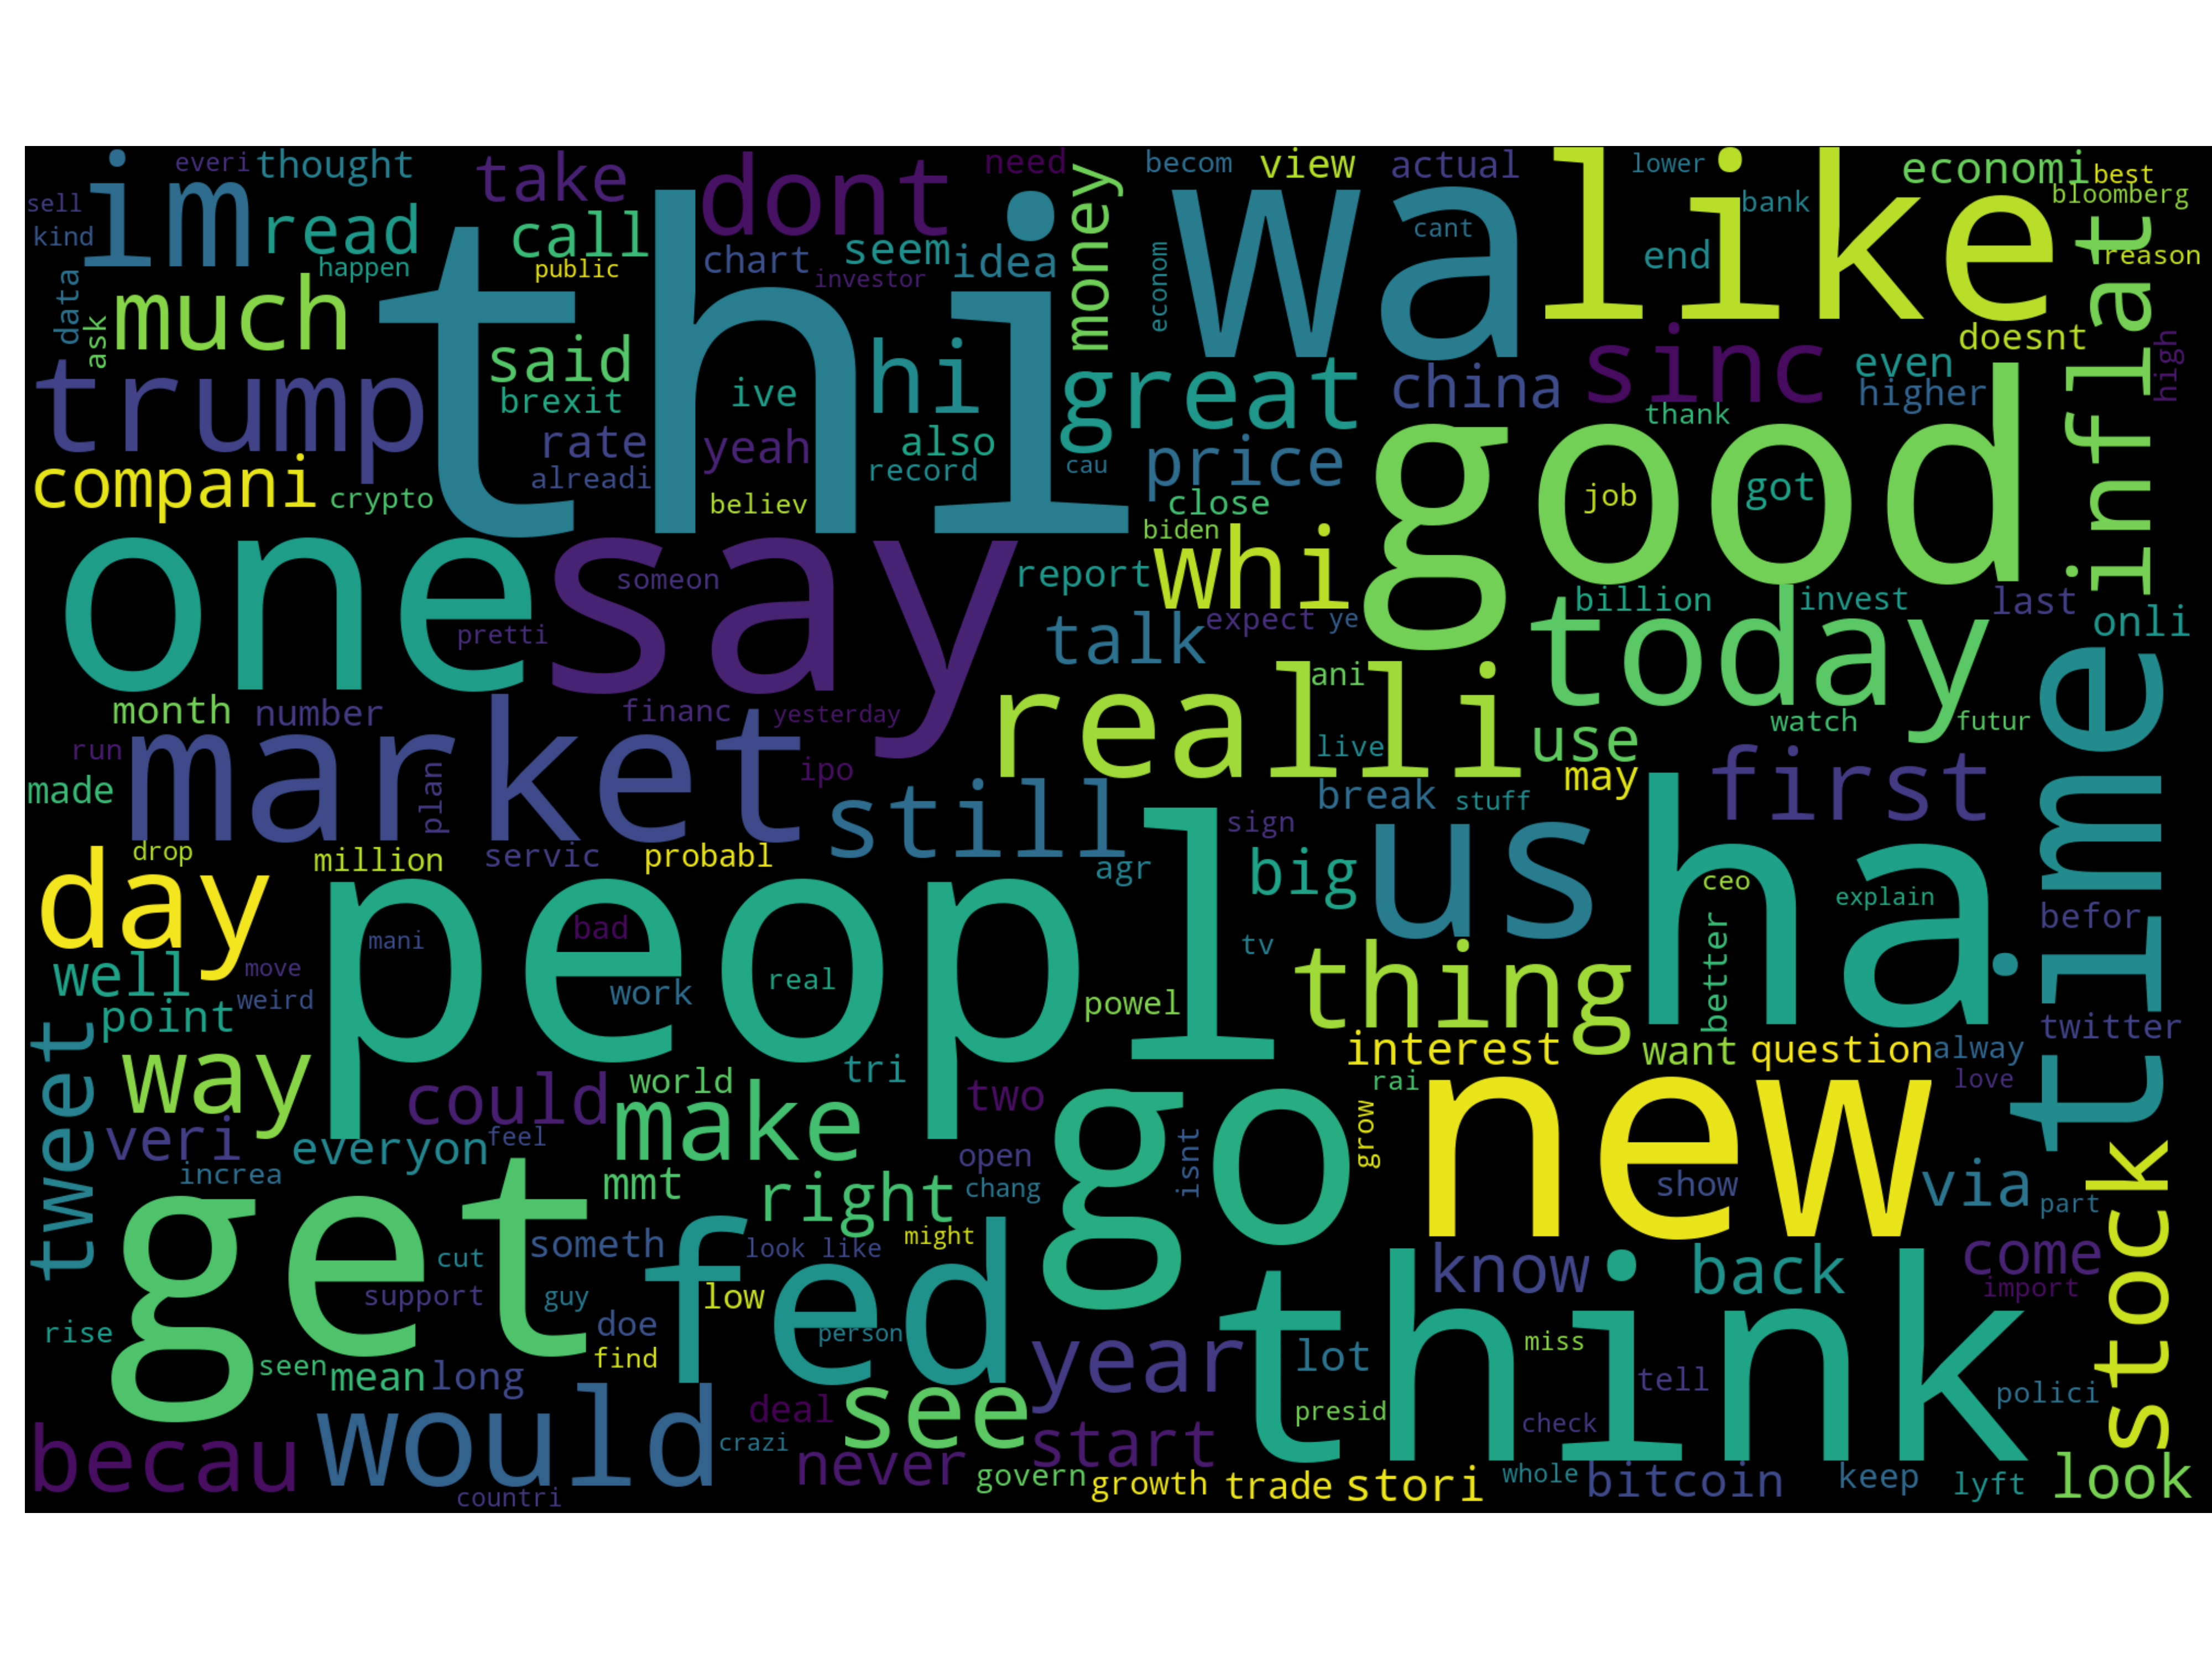 everi thought take dont need becom view actual lower economi best
sell im read call seem idea money wa like bank bloomberg
kind happen public chart investor econom cant end reason
data much thi inflat
ask said hi great china sinc even doesnt high
trump brexit ive also price thank higher
compani crypto rate yeah record cau good job got
alreadi believ close
biden
one say someon report whi billion invest last
pretti talk expect ye today onli
month number financ yesterday realli ani use watch futur time
run market plan ipo still live may first
made break stuff
drop million servic probabl agr sign us ha
day peopl bad big ceo explain
mani tv befor
well move real work thing better
weird powel
point twitter
tweet way tri interest want question alway
could world make two go rai new love
veri everyon feel open isnt grow
increa mmt right chang show via part
get cut someth fed look like might know back come stock
support guy low import
rise doe person year think
seen mean long find lot miss tell polici
becau would deal see presid
crazi never start check
countri govern growth trade stori whole bitcoin keep lyft look